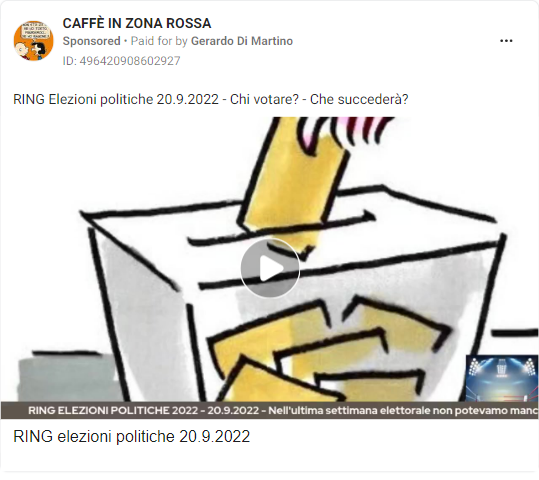 CAFFÈ IN ZONA ROSSA
Sponsored • Paid for by Gerardo Di Martino
ID: 496420908602927
RING Elezioni politiche 20.9.2022 - Chi votare? - Che succederà?
RING ELEZIONI POLITICHE 2022 - 20.9.2022 - Nell'ultima settimana elettorale non potevamo manc
RING elezioni politiche 20.9.2022